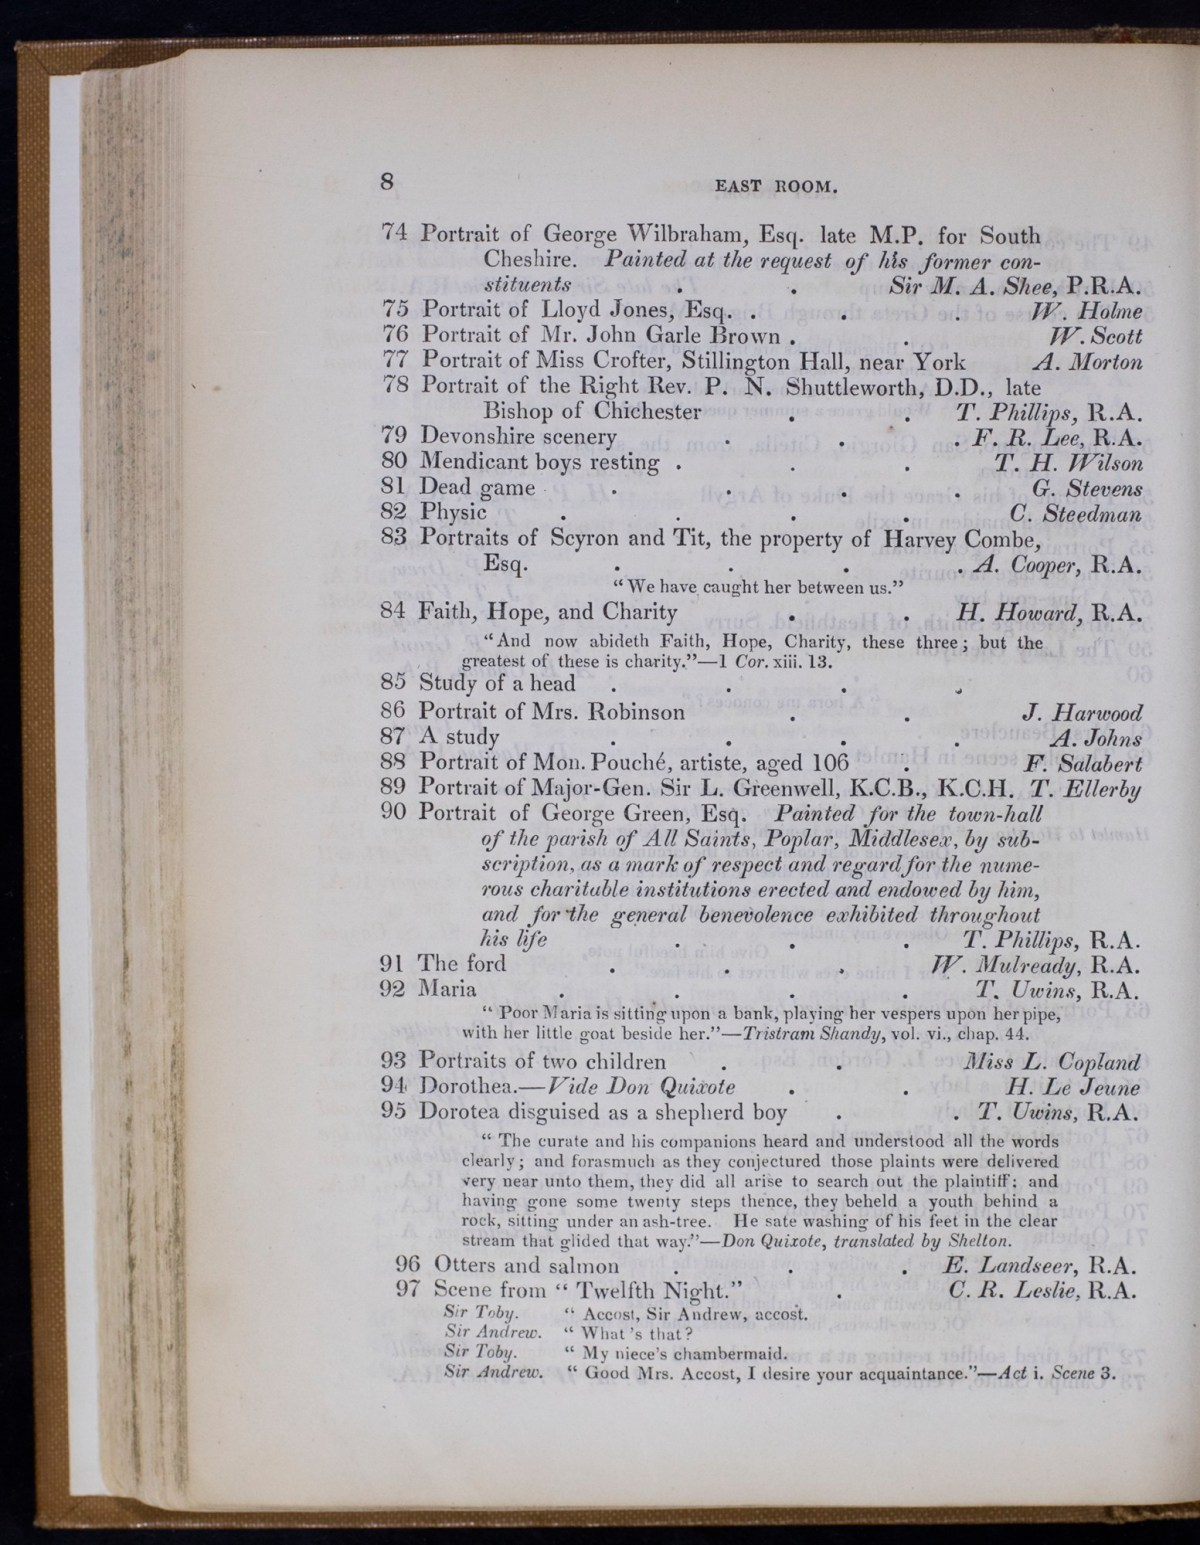 8 EAST ROOM.
74 Portrait of George Wilbraham, Esq. late M.P. for South
Cheshire. Painted at the request of his former con-
stituents . . Sir M. A. Shee, P.R.A.
75 Portrait of Lloyd Jones, Esq. . . . W. Holme
76 Portrait of Mr. John Garle Brown . . W. Scott
77 Portrait of Miss Crofter, Stillington Hall, near York A. Morton
78 Portrait of the Right Rev. P. N. Shuttleworth, D.D., late
Bishop of Chichester . . T. Phillips, R.A.
79 Devonshire scenery . . . F. R. Lee, R.A.
80 Mendicant boys resting . . . T. H. Wilson
81 Dead game . . . . G. Stevens
82 Physic . . . . C. Steedman
83 Portraits of Scyron and Tit, the property of Harvey Combe,
Esq. . . . . A. Cooper, R.A.
“We have caught her between us.”
84 Faith, Hope, and Charity . . H. Howard, R.A.
“And now abideth Faith, Hope, Charity, these three; but the
greatest of these is charity.”—1 Cor. xiii. 13.
85 Study of a head . . . .
86 Portrait of Mrs. Robinson . . J. Harwood
87 A study . . . . A. Johns
88 Portrait of Mon. Pouché, artiste, aged 106 . F. Salabert
89 Portrait of Major-Gen. Sir L. Greenwell, K.C.B., K.C.H. T. Ellerby
90 Portrait of George Green, Esq. Painted for the town-hall
of the parish of All Saints, Poplar, Middlesex, by sub-
scription, as a mark of respect and regard for the nume-
rous charitable institutions erected and endowed by him,
and for the general benevolence exhibited throughout
his life . . . T. Phillips, R.A.
91 The ford . . . W. Mulready, R.A.
92 Maria . . . . T. Uwins, R.A.
“ Poor Maria is sitting upon a bank, playing her vespers upon her pipe,
with her little goat beside her.”—Tristram Shandy, vol. vi., chap. 44.
93 Portraits of two children . . Miss L. Copland
94 Dorothea.—Vide Don Quixote . . H. Le Jeune
95 Dorotea disguised as a shepherd boy . . T. Uwins, R.A.
“ The curate and his companions heard and understood all the words
clearly; and forasmuch as they conjectured those plaints were delivered
very near unto them, they did all arise to search out the plaintiff: and
having gone some twenty steps thence, they beheld a youth behind a
rock, sitting under an ash-tree. He sate washing of his feet in the clear
stream that glided that way.”—Don Quixote, translated by Shelton.
96 Otters and salmon . . . E. Landseer, R.A.
97 Scene from “ Twelfth Night.” . C. R. Leslie, R.A.
Sir Toby. “ Accost, Sir Andrew, accost.
Sir Andrew. “ What 's that?
Sir Toby. “ My niece's chambermaid.
Sir Andrew. “ Good Mrs. Accost, I desire your acquaintance.”—Act i. Scene 3.